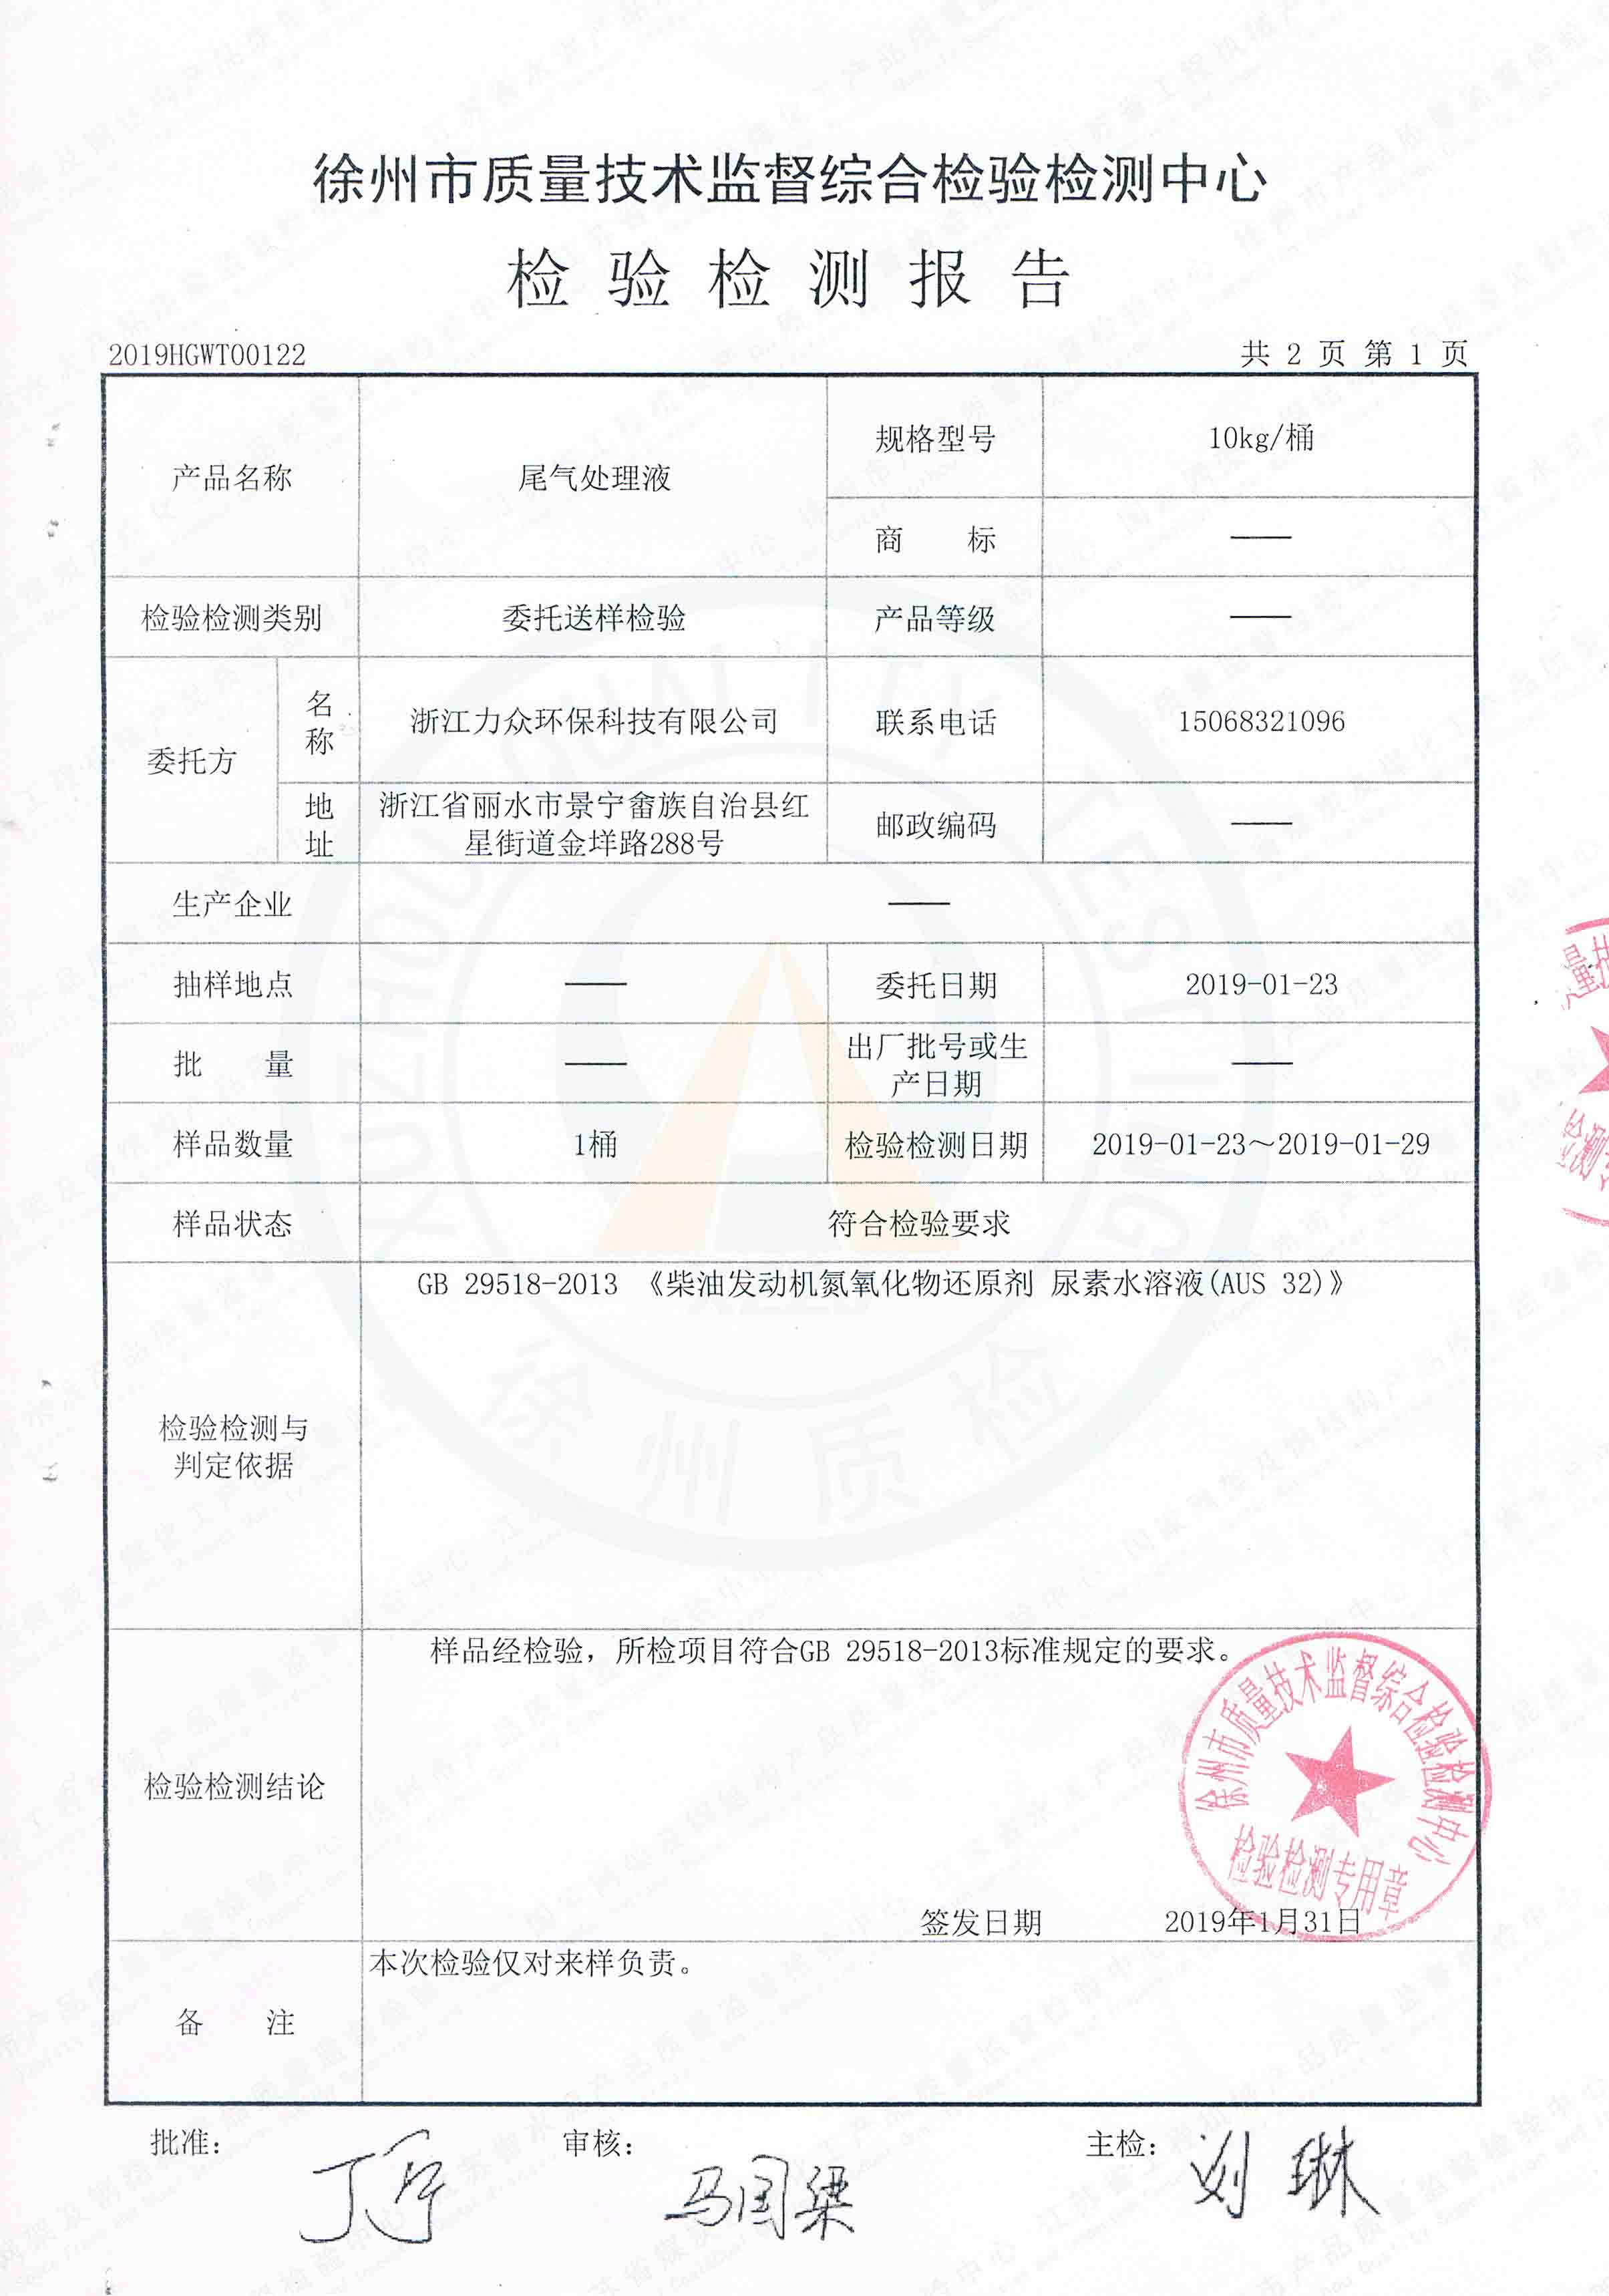 徐州市质量技术监督综合检验检测中心
检验检测报告
2019HGWT00122
共 2 页 第 1 页
产品名称
尾气处理液
规格型号
10kg/桶
商 标
——
检验检测类别
委托送样检验
产品等级
——
委托方
名称
浙江力众环保科技有限公司
联系电话
15068321096
地址
浙江省丽水市景宁畲族自治县红
星街道金垟路288号
邮政编码
——
生产企业
——
抽样地点
——
委托日期
2019-01-23
批 量
——
出厂批号或生
产日期
——
样品数量
1桶
检验检测日期
2019-01-23～2019-01-29
样品状态
符合检验要求
检验检测与
判定依据
GB 29518-2013 《柴油发动机氮氧化物还原剂 尿素水溶液(AUS 32)》
检验检测结论
样品经检验，所检项目符合GB 29518-2013标准规定的要求。
徐州市质量技术监督综合检验检测中心
检验检测专用章
签发日期 2019年1月31日
备 注
本次检验仅对来样负责。
批准：
审核：马国梁
主检：刘琳
徐州质检